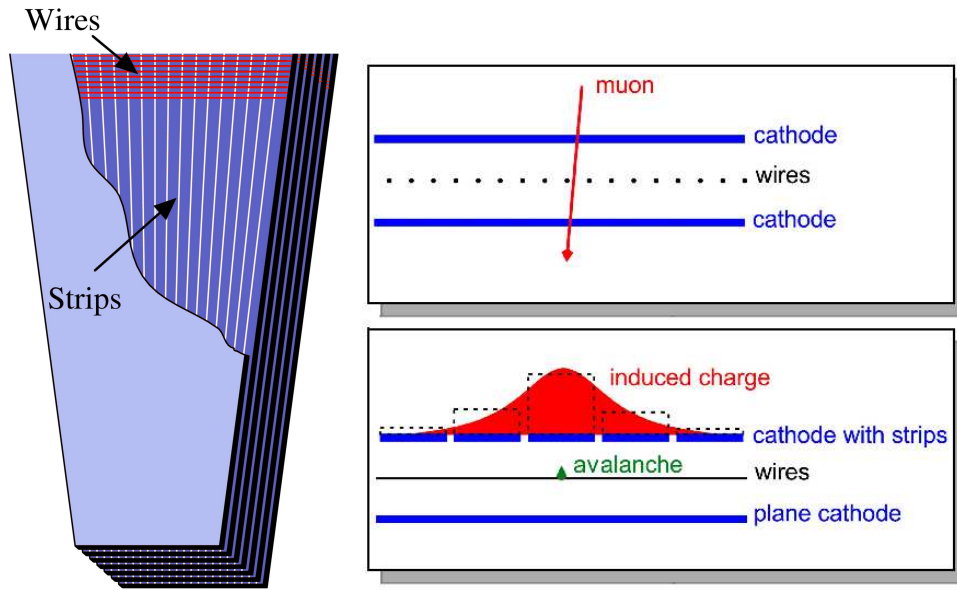 Wires
Strips
muon
cathode
wires
cathode
induced charge
cathode with strips
avalanche
wires
plane cathode